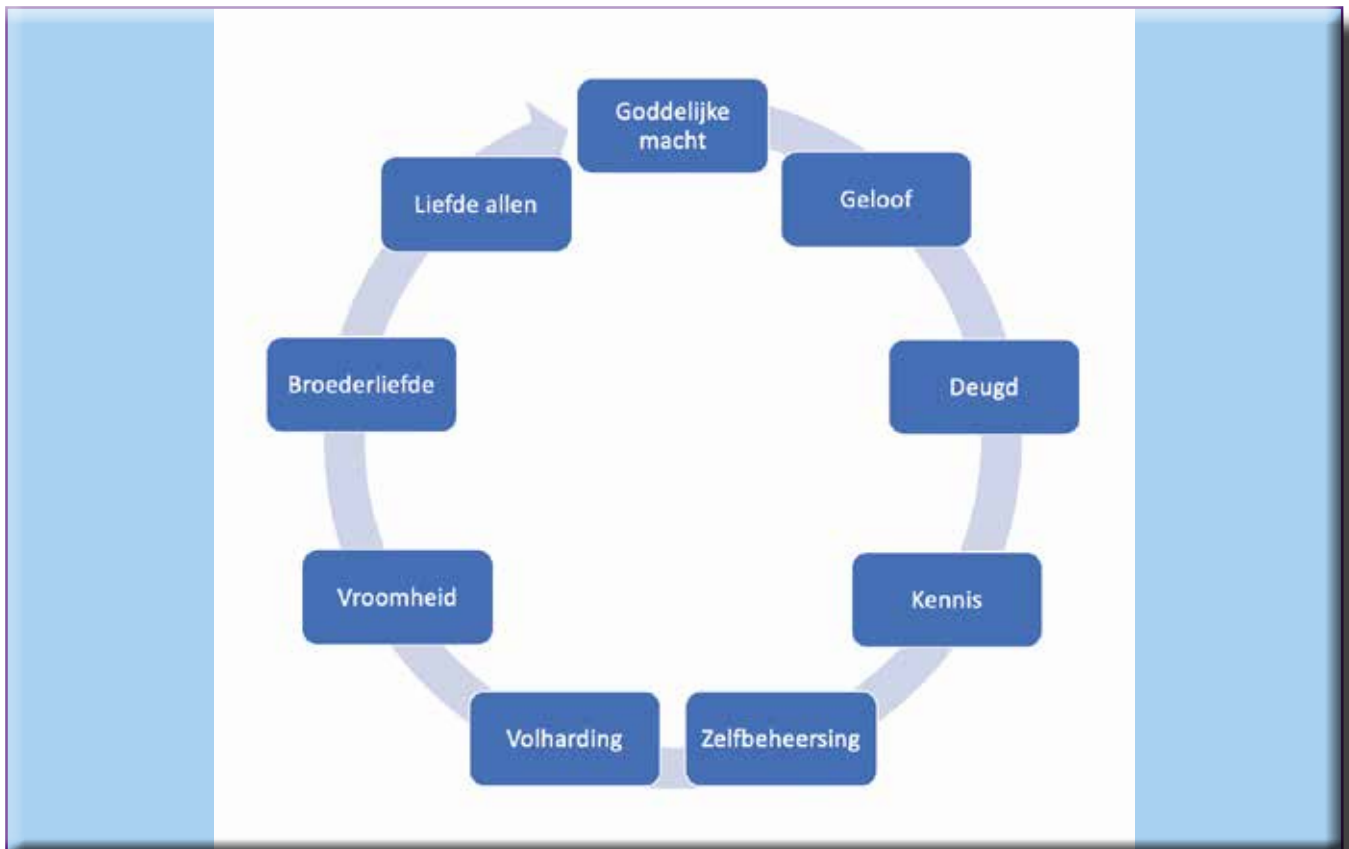 Goddelijke
macht
Geloof
Deugd
Kennis
Zelfbeheersing
Volharding
Vroomheid
Broederliefde
Liefde allen